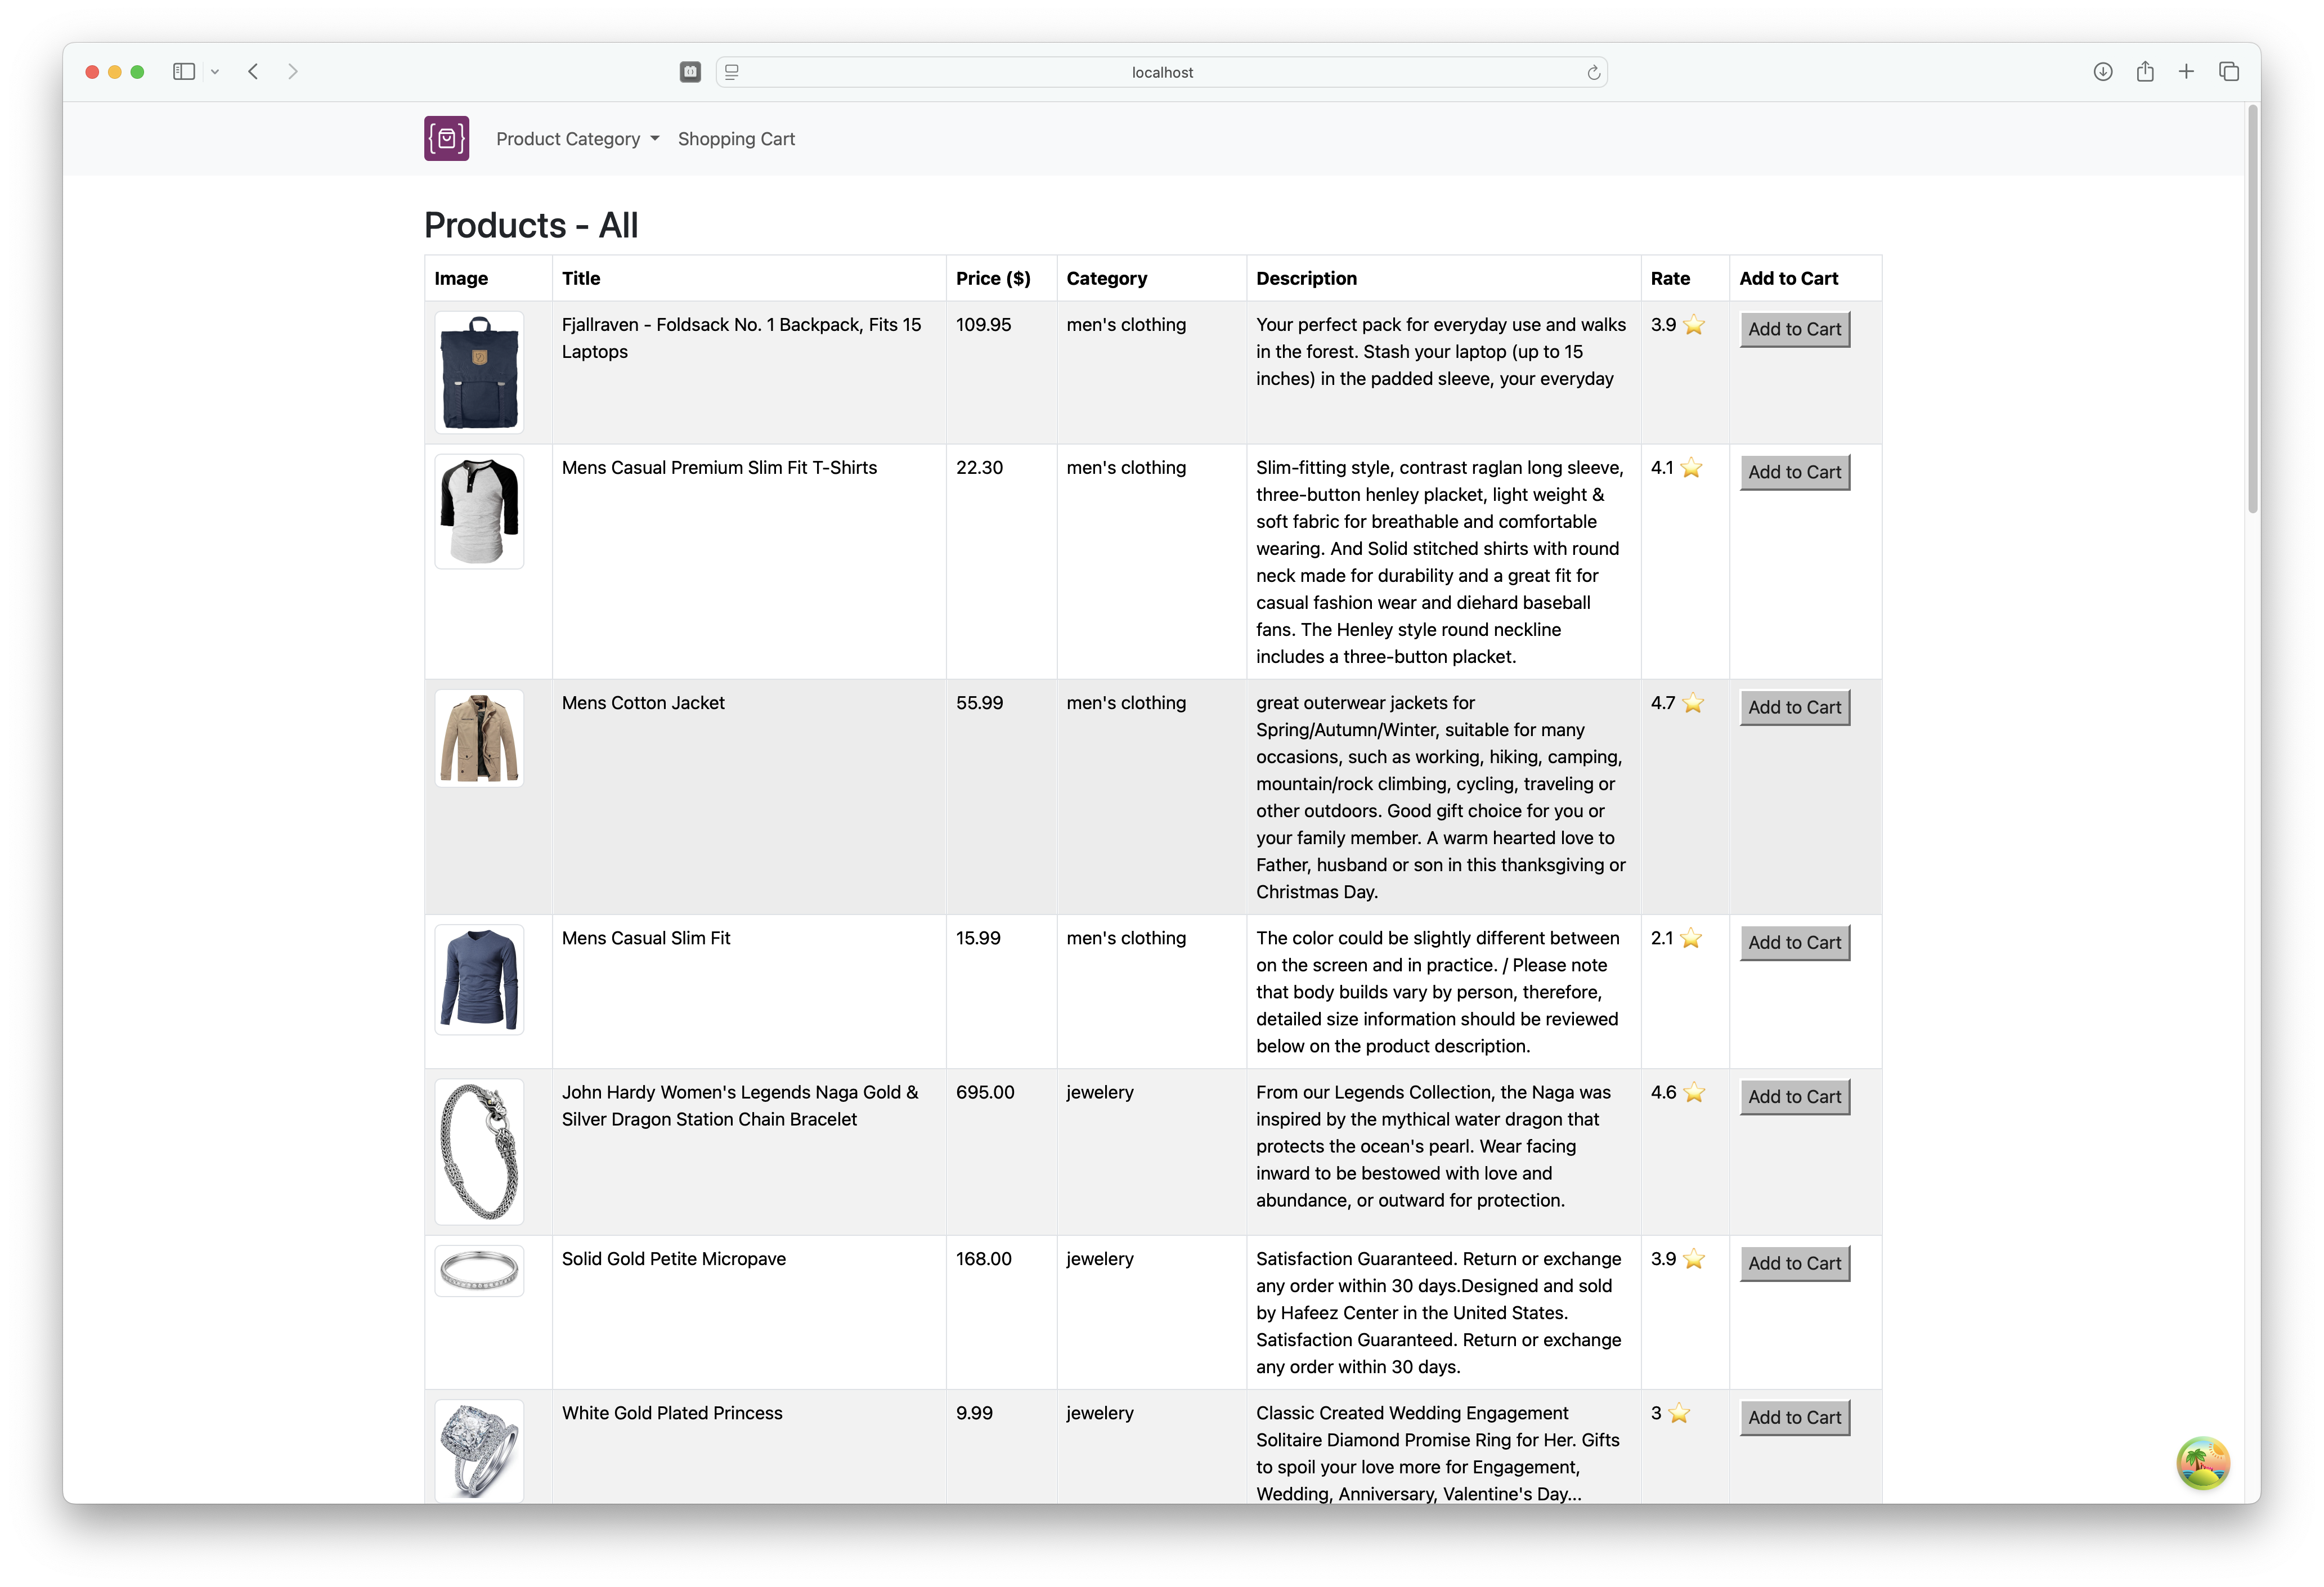 localhost
Product Category
Shopping Cart
Products - All
Image Title Price ($) Category Description Rate Add to Cart
Fjallraven - Foldsack No. 1 Backpack, Fits 15
Laptops
109.95
men's clothing
Your perfect pack for everyday use and walks
in the forest. Stash your laptop (up to 15
inches) in the padded sleeve, your everyday
3.9
Add to Cart
Mens Casual Premium Slim Fit T-Shirts
22.30
men's clothing
Slim-fitting style, contrast raglan long sleeve,
three-button henley placket, light weight &
soft fabric for breathable and comfortable
wearing. And Solid stitched shirts with round
neck made for durability and a great fit for
casual fashion wear and diehard baseball
fans. The Henley style round neckline
includes a three-button placket.
4.1
Add to Cart
Mens Cotton Jacket
55.99
men's clothing
great outerwear jackets for
Spring/Autumn/Winter, suitable for many
occasions, such as working, hiking, camping,
mountain/rock climbing, cycling, traveling or
other outdoors. Good gift choice for you or
your family member. A warm hearted love to
Father, husband or son in this thanksgiving or
Christmas Day.
4.7
Add to Cart
Mens Casual Slim Fit
15.99
men's clothing
The color could be slightly different between
on the screen and in practice. / Please note
that body builds vary by person, therefore,
detailed size information should be reviewed
below on the product description.
2.1
Add to Cart
John Hardy Women's Legends Naga Gold &
Silver Dragon Station Chain Bracelet
695.00
jewelery
From our Legends Collection, the Naga was
inspired by the mythical water dragon that
protects the ocean's pearl. Wear facing
inward to be bestowed with love and
abundance, or outward for protection.
4.6
Add to Cart
Solid Gold Petite Micropave
168.00
jewelery
Satisfaction Guaranteed. Return or exchange
any order within 30 days.Designed and sold
by Hafeez Center in the United States.
Satisfaction Guaranteed. Return or exchange
any order within 30 days.
3.9
Add to Cart
White Gold Plated Princess
9.99
jewelery
Classic Created Wedding Engagement
Solitaire Diamond Promise Ring for Her. Gifts
to spoil your love more for Engagement,
Wedding, Anniversary, Valentine's Day...
3
Add to Cart